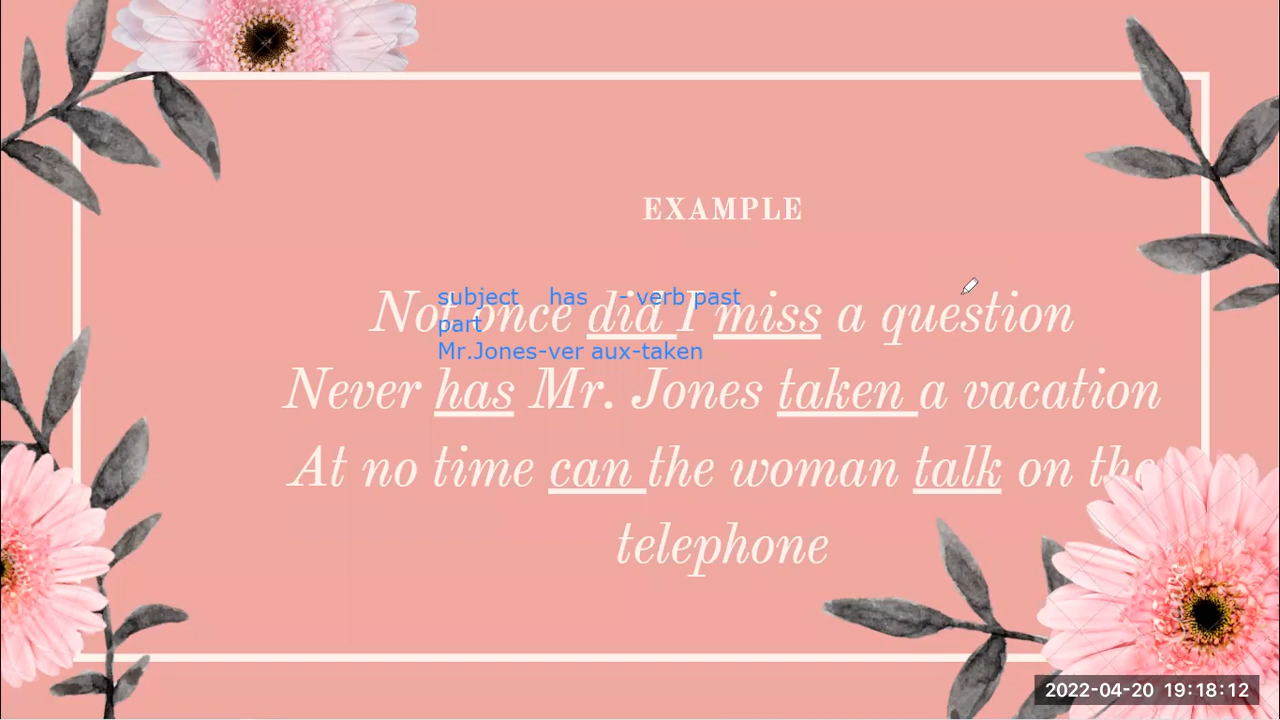 EXAMPLE
Not once did I miss a question
subject has - verb past
part
Mr.Jones-ver aux-taken
Never has Mr. Jones taken a vacation
At no time can the woman talk on the
telephone
2022-04-20 19:18:12